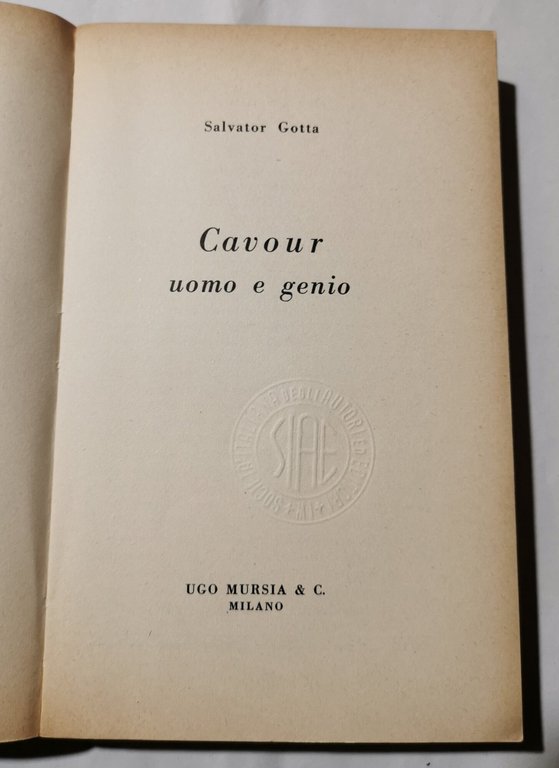 Salvator Gotta
Cavour
uomo e genio
SIAE
UGO MURSIA & C.
MILANO